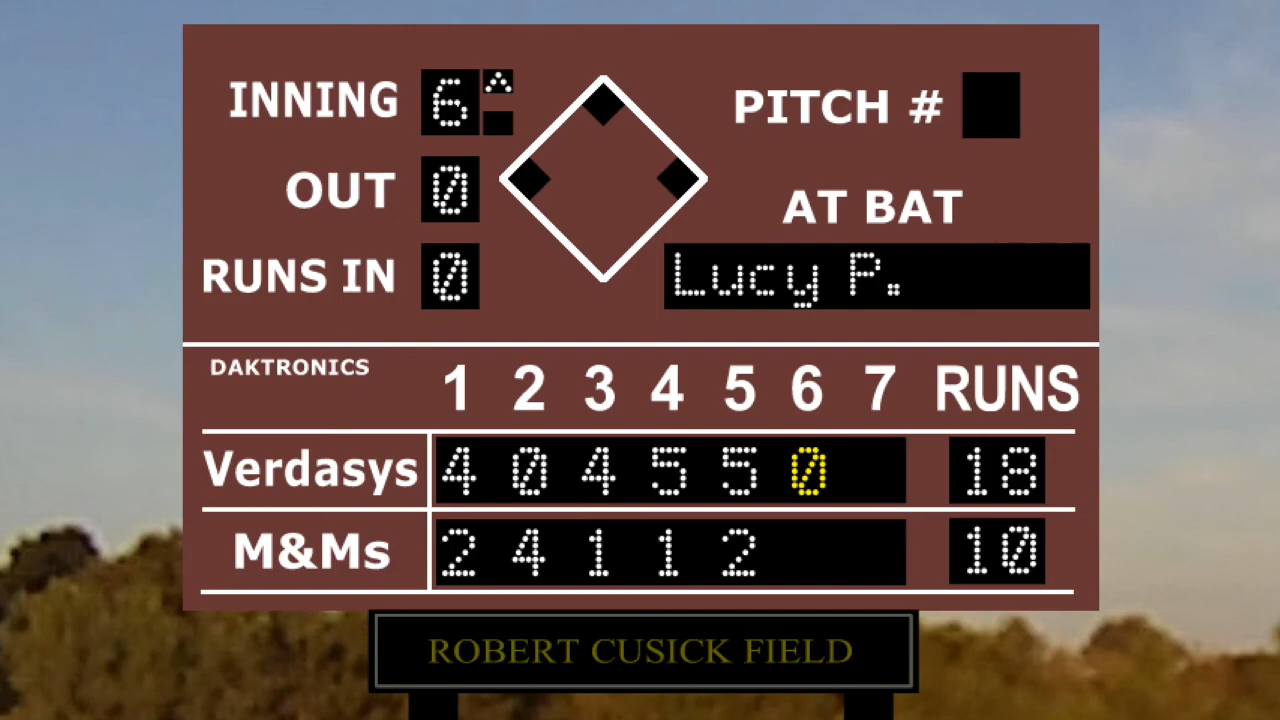 INNING 6 ^
PITCH #
OUT 0
AT BAT
RUNS IN 0
Lucy P.
DAKTRONICS 1 2 3 4 5 6 7 RUNS
Verdasys 4 0 4 5 5 0 18
M&Ms 2 4 1 1 2 10
ROBERT CUSICK FIELD